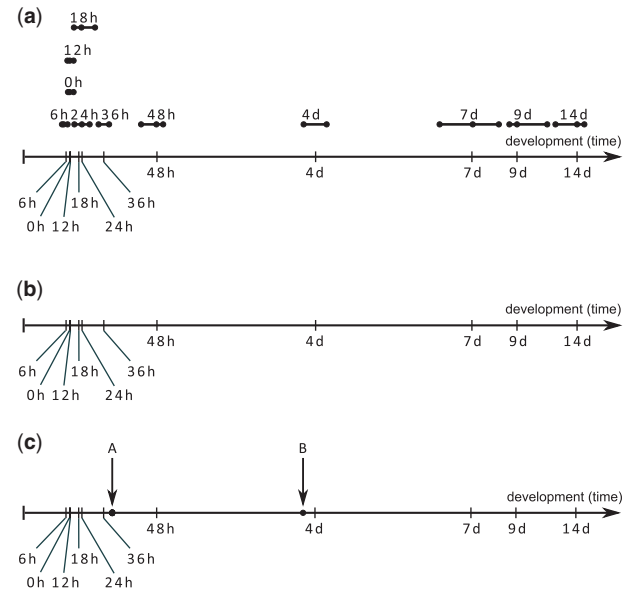 (a)
18h
12h
0h
6h 24h 36h 48h 4d 7d 9d 14d
development (time)
48h 4d 7d 9d 14d
6h 18h 36h
0h 12h 24h
(b)
development (time)
48h 4d 7d 9d 14d
6h 18h 36h
0h 12h 24h
(c)
A B
development (time)
48h 4d 7d 9d 14d
6h 18h 36h
0h 12h 24h